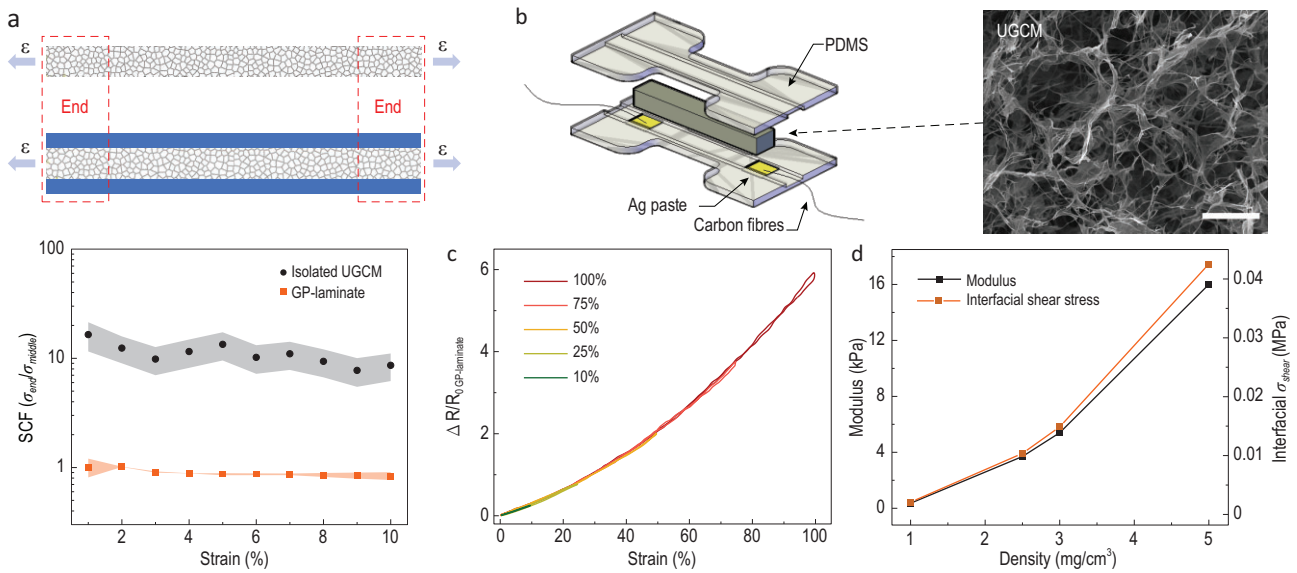 a
ε
ε
End
End
ε
ε
b
PDMS
Ag paste
Carbon fibres
UGCM
100
10
1
SCF (σend/σmiddle)
Isolated UGCM
GP-laminate
2
4
6
8
10
Strain (%)
c
6
4
2
0
Δ R/R0 GP-laminate
100%
75%
50%
25%
10%
0
20
40
60
80
100
Strain (%)
d
16
12
8
4
0
Modulus (kPa)
Modulus
Interfacial shear stress
0.04
0.03
0.02
0.01
0
Interfacial σshear (MPa)
1
2
3
4
5
Density (mg/cm³)